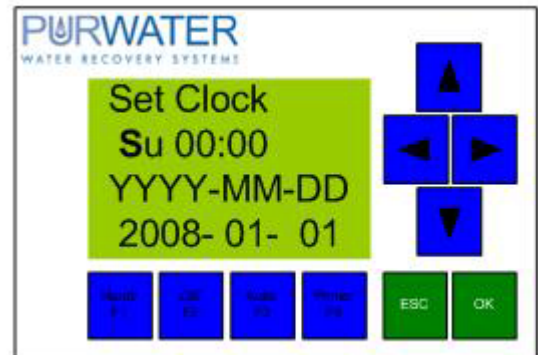 PURWATER
WATER RECOVERY SYSTEMS
Set Clock
Su 00:00
YYYY-MM-DD
2008- 01- 01
ESC
OK